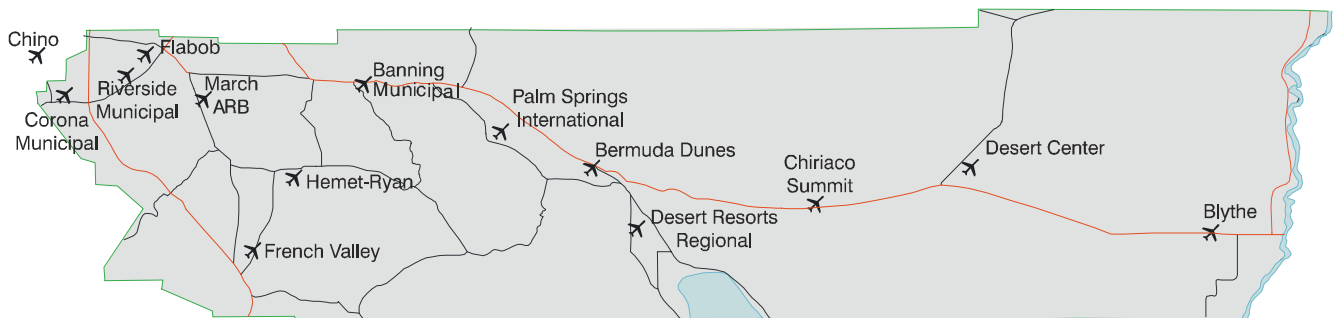 Chino
Flabob
Riverside
Municipal
March
ARB
Corona
Municipal
Banning
Municipal
Palm Springs
International
Bermuda Dunes
Hemet-Ryan
French Valley
Desert Resorts
Regional
Chiriaco
Summit
Desert Center
Blythe